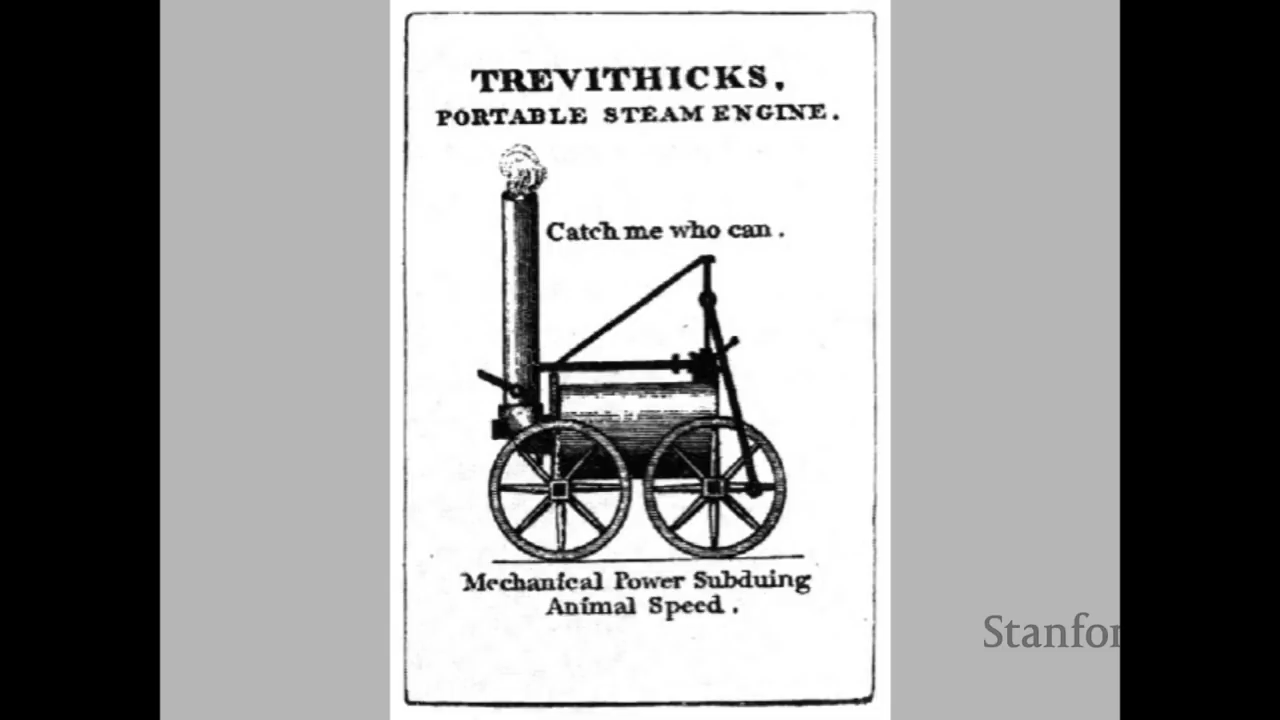 TREVITHICKS,
PORTABLE STEAM ENGINE.
Catch me who can.
Mechanical Power Subduing
Animal Speed.
Stanfor